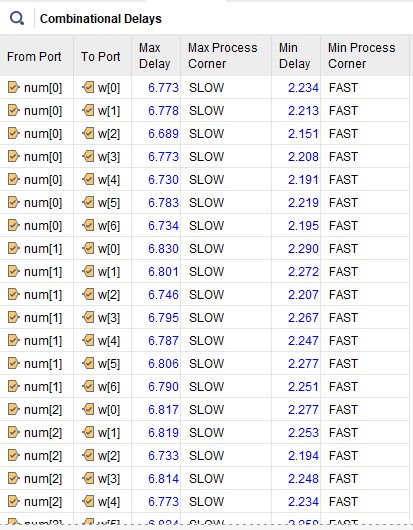 Combinational Delays
From Port To Port Max Delay Max Process Corner Min Delay Min Process Corner
num[0] w[0] 6.773 SLOW 2.234 FAST
num[0] w[1] 6.778 SLOW 2.213 FAST
num[0] w[2] 6.689 SLOW 2.151 FAST
num[0] w[3] 6.773 SLOW 2.208 FAST
num[0] w[4] 6.730 SLOW 2.191 FAST
num[0] w[5] 6.783 SLOW 2.219 FAST
num[0] w[6] 6.734 SLOW 2.195 FAST
num[1] w[0] 6.830 SLOW 2.290 FAST
num[1] w[1] 6.801 SLOW 2.272 FAST
num[1] w[2] 6.746 SLOW 2.207 FAST
num[1] w[3] 6.795 SLOW 2.267 FAST
num[1] w[4] 6.787 SLOW 2.247 FAST
num[1] w[5] 6.806 SLOW 2.277 FAST
num[1] w[6] 6.790 SLOW 2.251 FAST
num[2] w[0] 6.817 SLOW 2.277 FAST
num[2] w[1] 6.819 SLOW 2.253 FAST
num[2] w[2] 6.733 SLOW 2.194 FAST
num[2] w[3] 6.814 SLOW 2.248 FAST
num[2] w[4] 6.773 SLOW 2.234 FAST